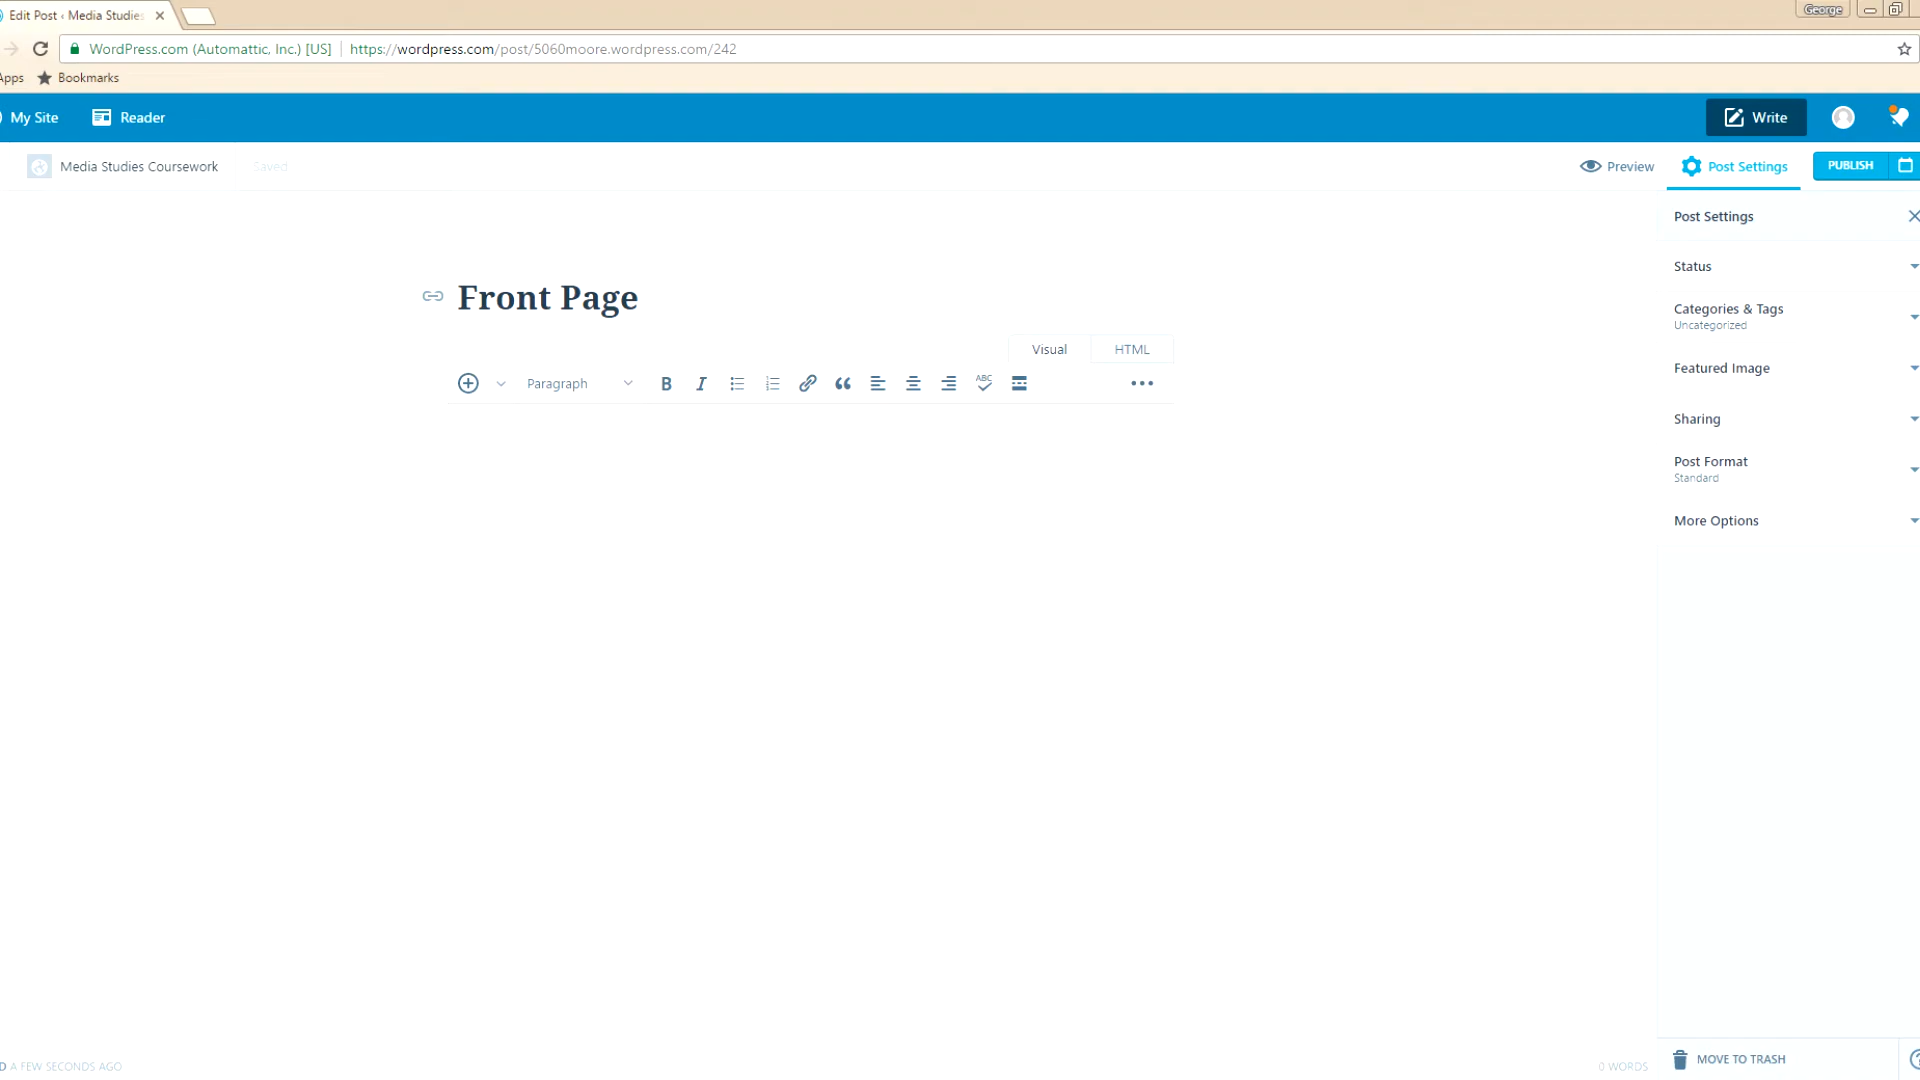 Edit Post ‹ Media Studies
George
WordPress.com (Automattic, Inc.) [US] https://wordpress.com/post/5060moore.wordpress.com/242
Apps Bookmarks
My Site Reader Write
Media Studies Coursework Saved Preview Post Settings PUBLISH
Post Settings
Status
Front Page
Categories & Tags
Uncategorized
Visual HTML
Featured Image
Paragraph B I ABC
Sharing
Post Format
Standard
More Options
MOVE TO TRASH
D A FEW SECONDS AGO 0 WORDS